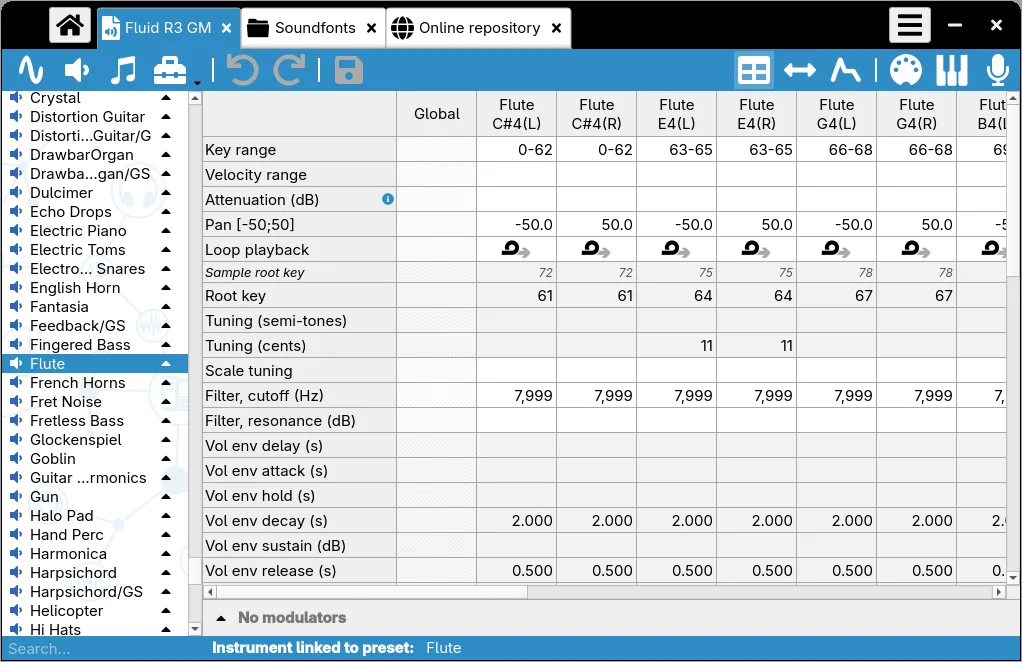 Fluid R3 GM
Soundfonts
Online repository
Crystal
Distortion Guitar
Distorti...Guitar/G
DrawbarOrgan
Drawba...gan/GS
Dulcimer
Echo Drops
Electric Piano
Electric Toms
Electro... Snares
English Horn
Fantasia
Feedback/GS
Fingered Bass
Flute
French Horns
Fret Noise
Fretless Bass
Glockenspiel
Goblin
Guitar ...rmonics
Gun
Halo Pad
Hand Perc
Harmonica
Harpsichord
Harpsichord/GS
Helicopter
Hi Hats
Search...
Global Flute C#4(L) Flute C#4(R) Flute E4(L) Flute E4(R) Flute G4(L) Flute G4(R) Flut B4(L
Key range 0-62 0-62 63-65 63-65 66-68 66-68 69
Velocity range
Attenuation (dB)
Pan [-50;50] -50.0 50.0 -50.0 50.0 -50.0 50.0 -5
Loop playback
Sample root key 72 72 75 75 78 78
Root key 61 61 64 64 67 67
Tuning (semi-tones)
Tuning (cents) 11 11
Scale tuning
Filter, cutoff (Hz) 7,999 7,999 7,999 7,999 7,999 7,999 7,
Filter, resonance (dB)
Vol env delay (s)
Vol env attack (s)
Vol env hold (s)
Vol env decay (s) 2.000 2.000 2.000 2.000 2.000 2.000 2.
Vol env sustain (dB)
Vol env release (s) 0.500 0.500 0.500 0.500 0.500 0.500 0.
No modulators
Instrument linked to preset: Flute